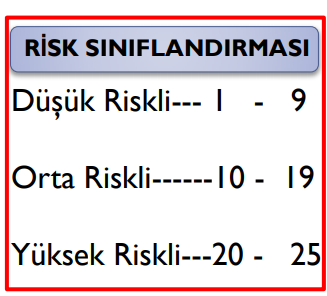 RİSK SINIFLANDIRMASI
Düşük Riskli--- 1 - 9
Orta Riskli------10 - 19
Yüksek Riskli---20 - 25